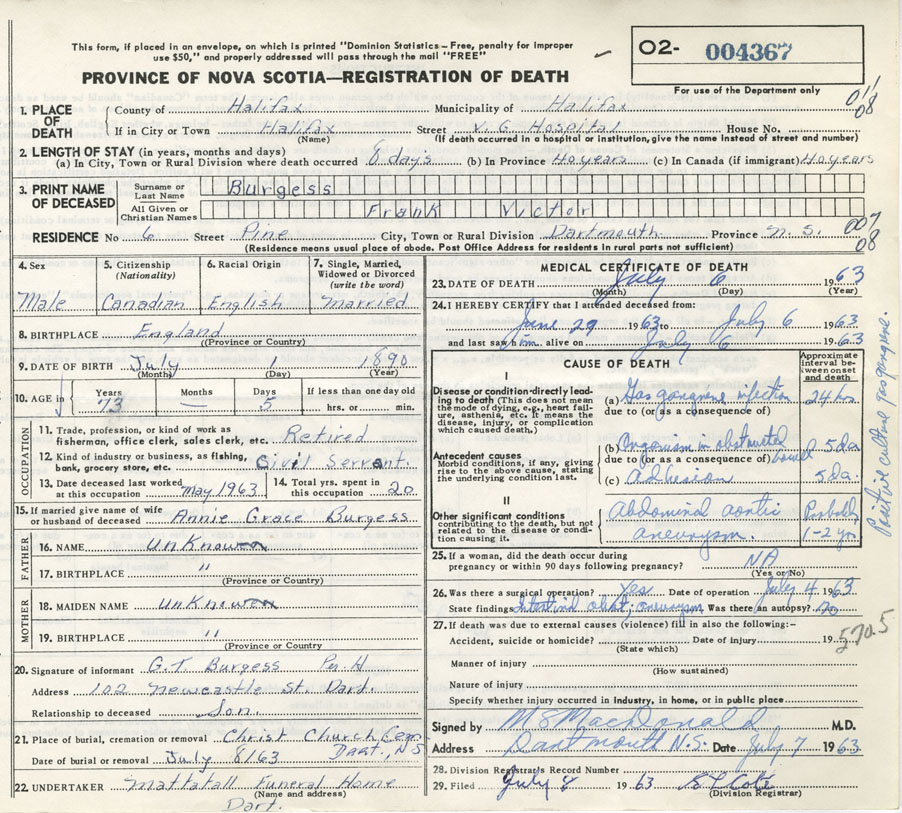 This form, if placed in an envelope, on which is printed "Dominion Statistics – Free, penalty for improper
use $50," and properly addressed will pass through the mail "FREE"
PROVINCE OF NOVA SCOTIA—REGISTRATION OF DEATH
O2- 004367
For use of the Department only
1. PLACE OF DEATH
County of Halifax Municipality of Halifax 011
08
If in City or Town Halifax Street V. G. Hospital House No.
(Name) (If death occurred in a hospital or institution, give the name instead of street and number)
2. LENGTH OF STAY (in years, months and days)
(a) In City, Town or Rural Division where death occurred 8 days (b) In Province 40 years (c) In Canada (if immigrant) 40 years
3. PRINT NAME OF DECEASED
Surname or Last Name Burgess
All Given or Christian Names Frank Victor
RESIDENCE No 6 Street Pine City, Town or Rural Division Dartmouth Province N. S. 007
08
(Residence means usual place of abode. Post Office Address for residents in rural parts not sufficient)
4. Sex Male
5. Citizenship (Nationality) Canadian
6. Racial Origin English
7. Single, Married, Widowed or Divorced (write the word) Married
8. BIRTHPLACE England
(Province or Country)
9. DATE OF BIRTH July 1 1890
(Month) (Day) (Year)
10. AGE in Years 73 Months — Days 5 If less than one day old hrs. or min.
OCCUPATION
11. Trade, profession, or kind of work as fisherman, office clerk, sales clerk, etc. Retired
12. Kind of industry or business, as fishing, bank, grocery store, etc. Civil Servant.
13. Date deceased last worked at this occupation May 1963
14. Total yrs. spent in this occupation 20
15. If married give name of wife or husband of deceased Annie Grace Burgess
FATHER
16. NAME Unknown
17. BIRTHPLACE "
(Province or Country)
MOTHER
18. MAIDEN NAME Unknown
19. BIRTHPLACE "
(Province or Country
20. Signature of informant G. T. Burgess Per H
Address 102 Newcastle St. Dart.
Relationship to deceased Son.
21. Place of burial, cremation or removal Christ Church Cem
Dart., N S
Date of burial or removal July 8/63
22. UNDERTAKER Mattatall Funeral Home
(Name and address)
Dart.
MEDICAL CERTIFICATE OF DEATH
23. DATE OF DEATH July 6 1963
(Month) (Day) (Year)
24. I HEREBY CERTIFY that I attended deceased from:
June 29 1963 to July 6 1963
and last saw him alive on July 6 1963
CAUSE OF DEATH
Approximate interval between onset and death
I
Disease or condition directly leading to death (This does not mean the mode of dying, e.g., heart failure, asthenia, etc. It means the disease, injury, or complication which caused death.)
(a) Gas gangrene infection 24 hrs
due to (or as a consequence of)
Antecedent causes
Morbid conditions, if any, giving rise to the above cause, stating the underlying condition last.
(b) Organism in obstructed bowel 5 da
due to (or as a consequence of)
(c) Adhesion 5 da.
II
Other significant conditions
contributing to the death, but not related to the disease or condition causing it.
Abdominal aortic aneurysm. Probably 1-2 yrs
Positive culture gas gangrene.
25. If a woman, did the death occur during pregnancy or within 90 days following pregnancy? NA
(Yes or No)
26. Was there a surgical operation? Yes Date of operation July 4 1963
State findings Intestinal obst; aneurysm Was there an autopsy? no
27. If death was due to external causes (violence) fill in also the following:–
Accident, suicide or homicide? Date of injury 19
570.5
(State which)
Manner of injury
(How sustained)
Nature of injury
Specify whether injury occurred in industry, in home, or in public place
Signed by M S MacDonald M.D.
Address Dartmouth N.S. Date July 7 1963
28. Division Registrar's Record Number
29. Filed July 8 1963
(Division Registrar)